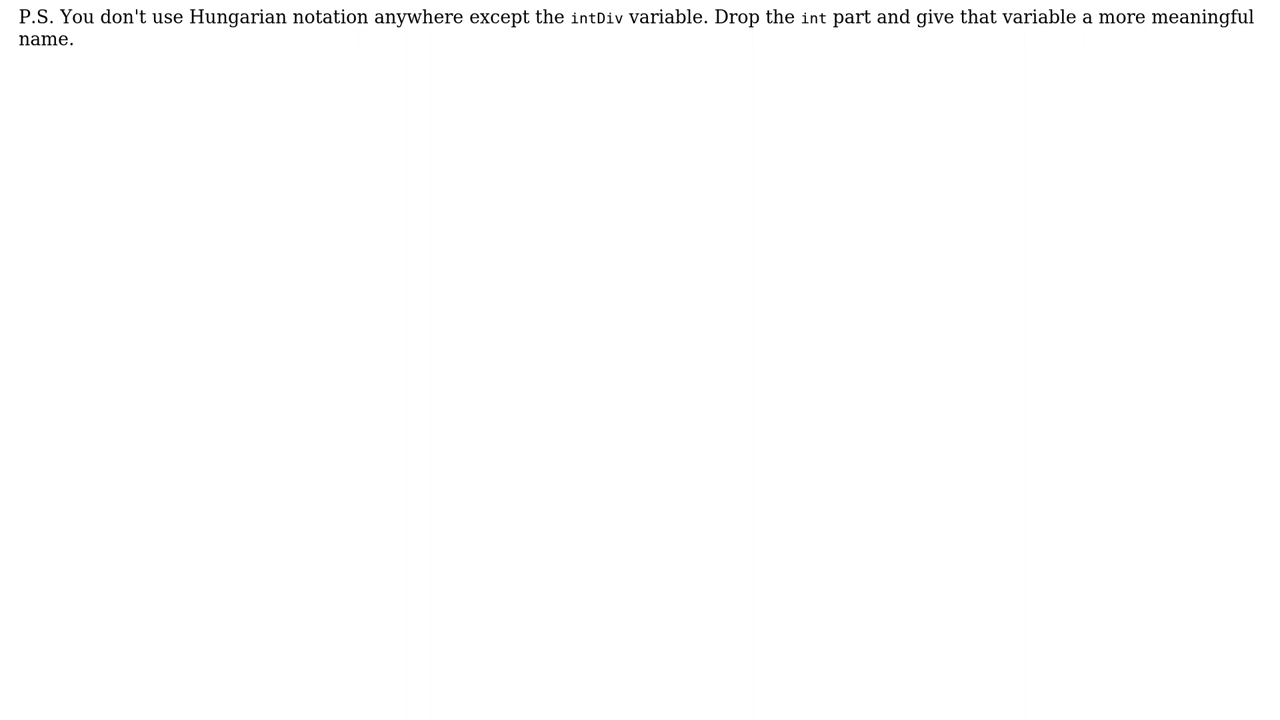 P.S. You don't use Hungarian notation anywhere except the intDiv variable. Drop the int part and give that variable a more meaningful
name.